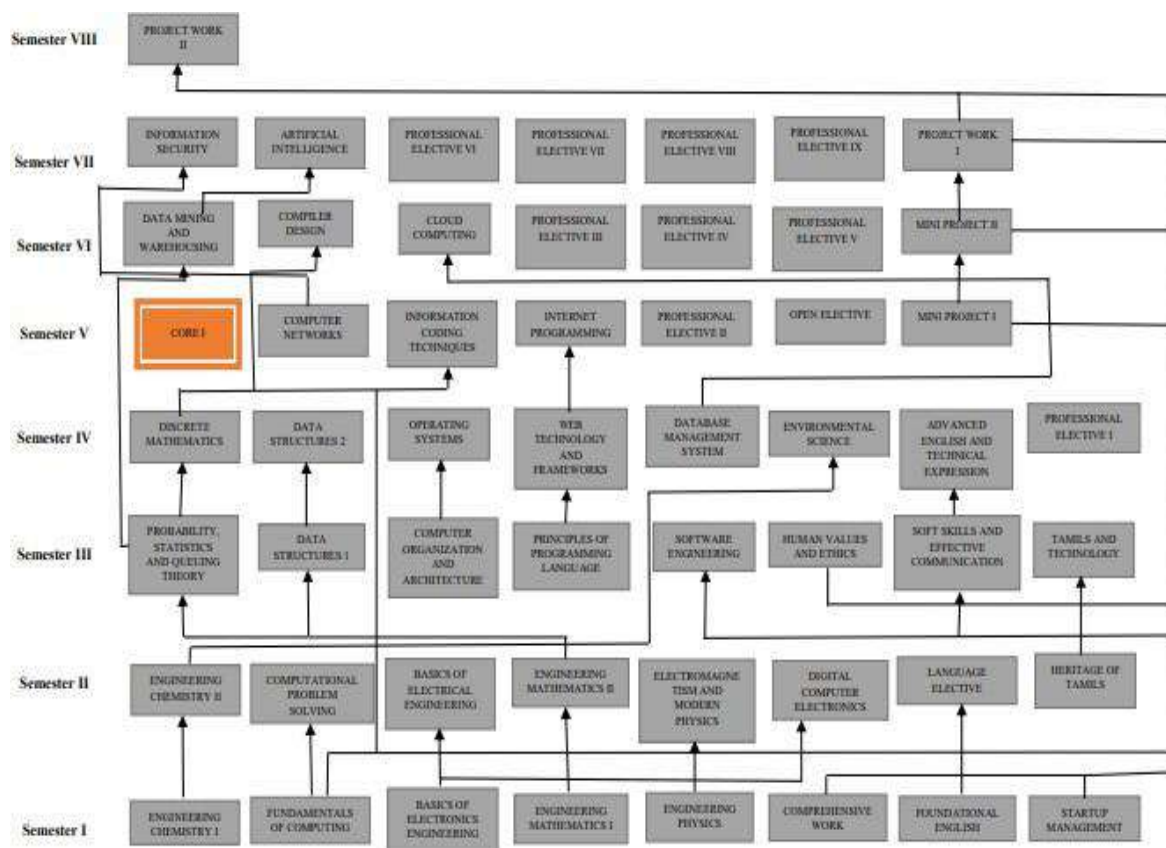 Semester VIII
PROJECT WORK
II
Semester VII
INFORMATION
SECURITY
ARTIFICIAL
INTELLIGENCE
PROFESSIONAL
ELECTIVE VI
PROFESSIONAL
ELECTIVE VII
PROFESSIONAL
ELECTIVE VIII
PROFESSIONAL
ELECTIVE IX
PROJECT WORK
I
Semester VI
DATA MINING
AND
WAREHOUSING
COMPILER
DESIGN
CLOUD
COMPUTING
PROFESSIONAL
ELECTIVE III
PROFESSIONAL
ELECTIVE IV
PROFESSIONAL
ELECTIVE V
MINI PROJECT II
Semester V
CORE I
COMPUTER
NETWORKS
INFORMATION
CODING
TECHNIQUES
INTERNET
PROGRAMMING
PROFESSIONAL
ELECTIVE II
OPEN ELECTIVE
MINI PROJECT I
Semester IV
DISCRETE
MATHEMATICS
DATA
STRUCTURES 2
OPERATING
SYSTEMS
WEB
TECHNOLOGY
AND
FRAMEWORKS
DATABASE
MANAGEMENT
SYSTEM
ENVIRONMENTAL
SCIENCE
ADVANCED
ENGLISH AND
TECHNICAL
EXPRESSION
PROFESSIONAL
ELECTIVE I
Semester III
PROBABILITY,
STATISTICS
AND QUEUING
THEORY
DATA
STRUCTURES 1
COMPUTER
ORGANIZATION
AND
ARCHITECTURE
PRINCIPLES OF
PROGRAMMING
LANGUAGE
SOFTWARE
ENGINEERING
HUMAN VALUES
AND ETHICS
SOFT SKILLS AND
EFFECTIVE
COMMUNICATION
TAMILS AND
TECHNOLOGY
Semester II
ENGINEERING
CHEMISTRY II
COMPUTATIONAL
PROBLEM
SOLVING
BASICS OF
ELECTRICAL
ENGINEERING
ENGINEERING
MATHEMATICS II
ELECTROMAGNE
TISM AND
MODERN
PHYSICS
DIGITAL
COMPUTER
ELECTRONICS
LANGUAGE
ELECTIVE
HERITAGE OF
TAMILS
Semester I
ENGINEERING
CHEMISTRY I
FUNDAMENTALS
OF COMPUTING
BASICS OF
ELECTRONICS
ENGINEERING
ENGINEERING
MATHEMATICS I
ENGINEERING
PHYSICS
COMPREHENSIVE
WORK
FOUNDATIONAL
ENGLISH
STARTUP
MANAGEMENT